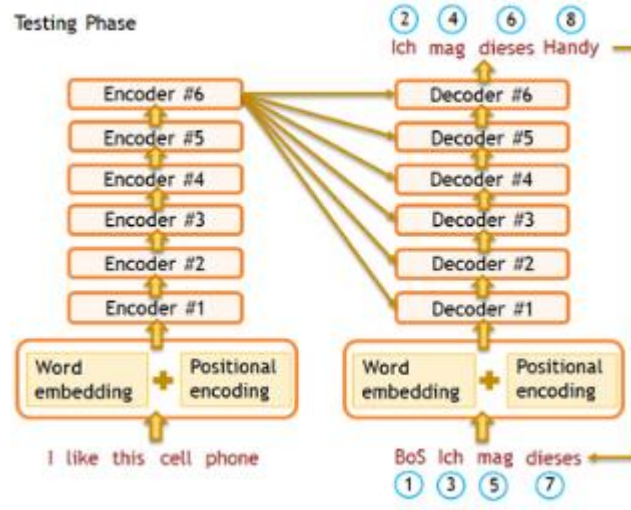 Testing Phase
2 4 6 8
Ich mag dieses Handy
Encoder #6
Encoder #5
Encoder #4
Encoder #3
Encoder #2
Encoder #1
Word embedding
+
Positional encoding
I like this cell phone
Decoder #6
Decoder #5
Decoder #4
Decoder #3
Decoder #2
Decoder #1
Word embedding
+
Positional encoding
BoS Ich mag dieses
1 3 5 7